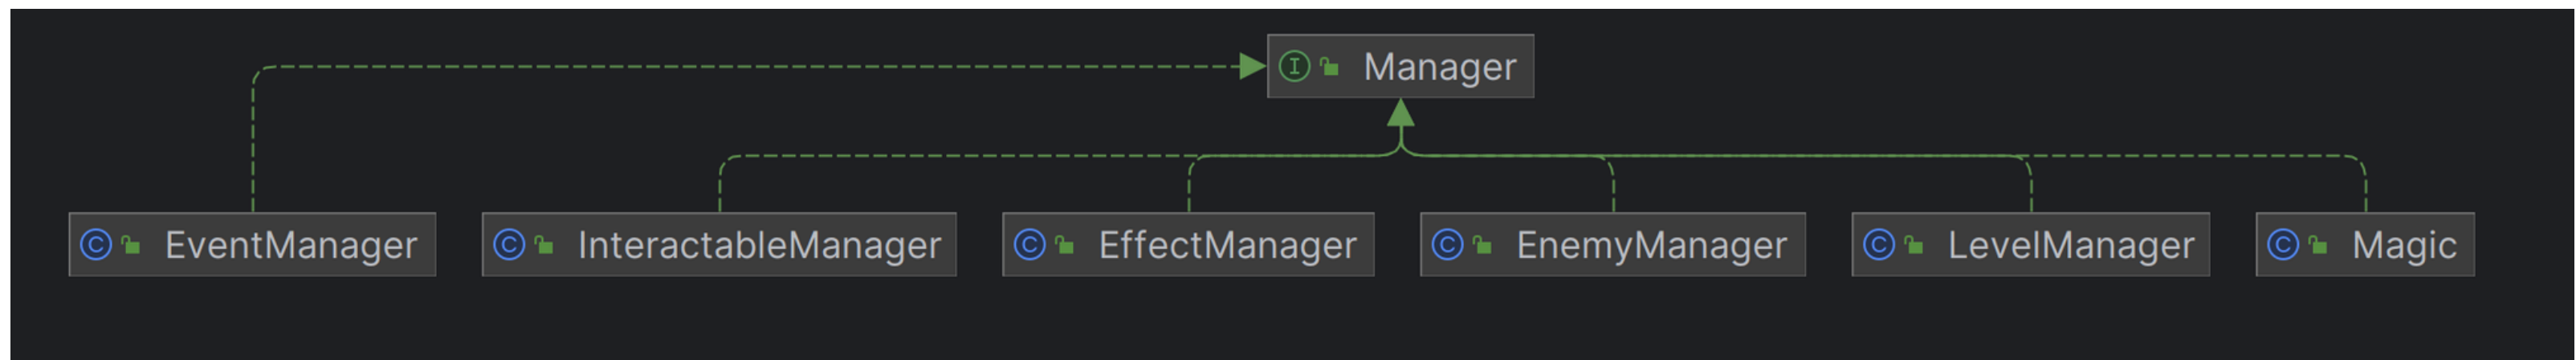 I Manager
C EventManager
C InteractableManager
C EffectManager
C EnemyManager
C LevelManager
C Magic